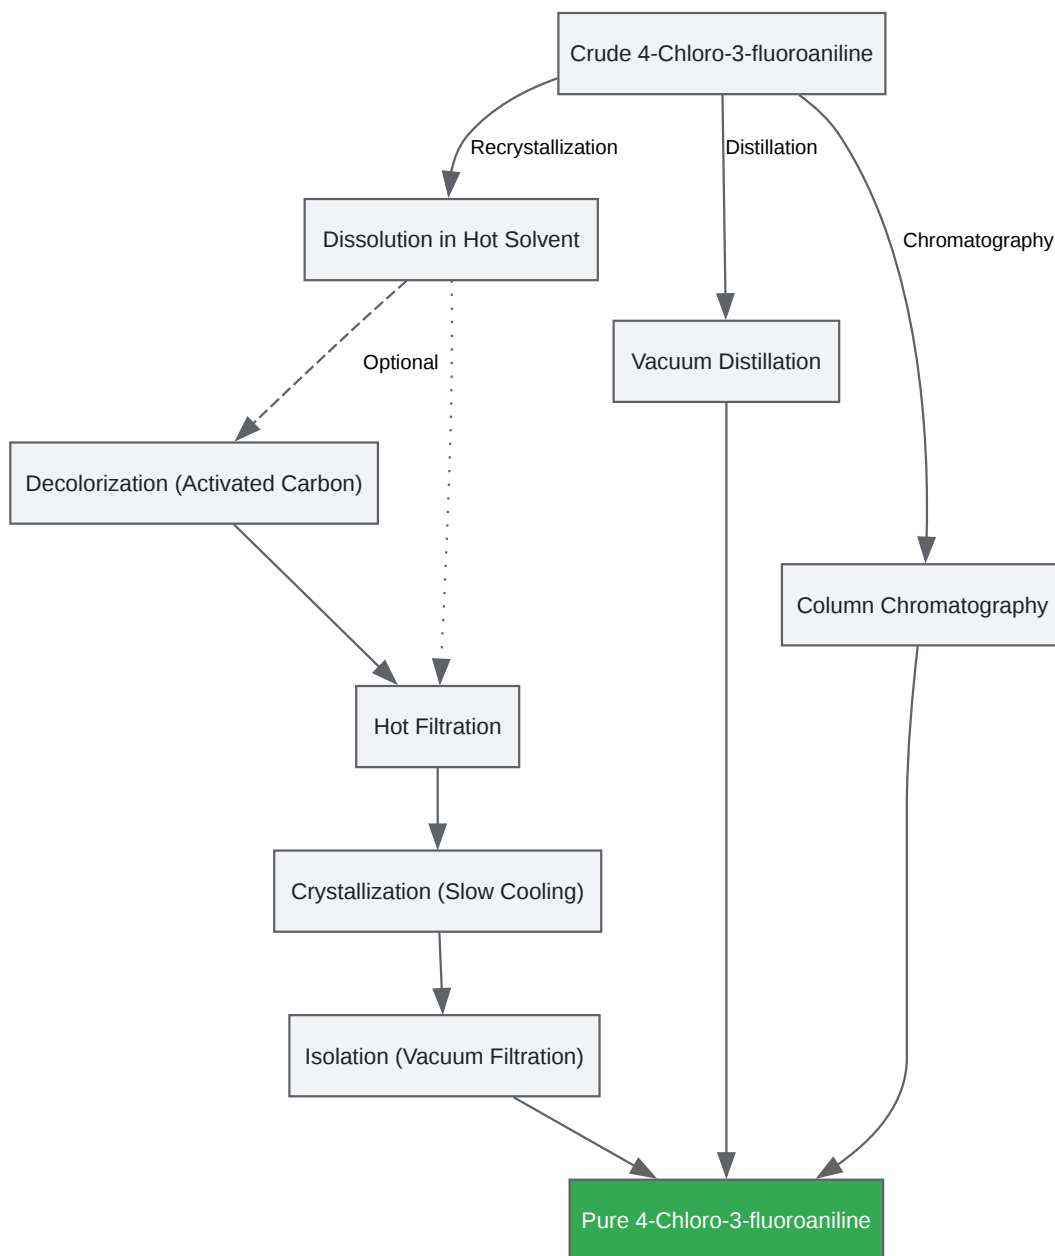 Crude 4-Chloro-3-fluoroaniline
Recrystallization
Distillation
Chromatography
Dissolution in Hot Solvent
Vacuum Distillation
Optional
Decolorization (Activated Carbon)
Column Chromatography
Hot Filtration
Crystallization (Slow Cooling)
Isolation (Vacuum Filtration)
Pure 4-Chloro-3-fluoroaniline